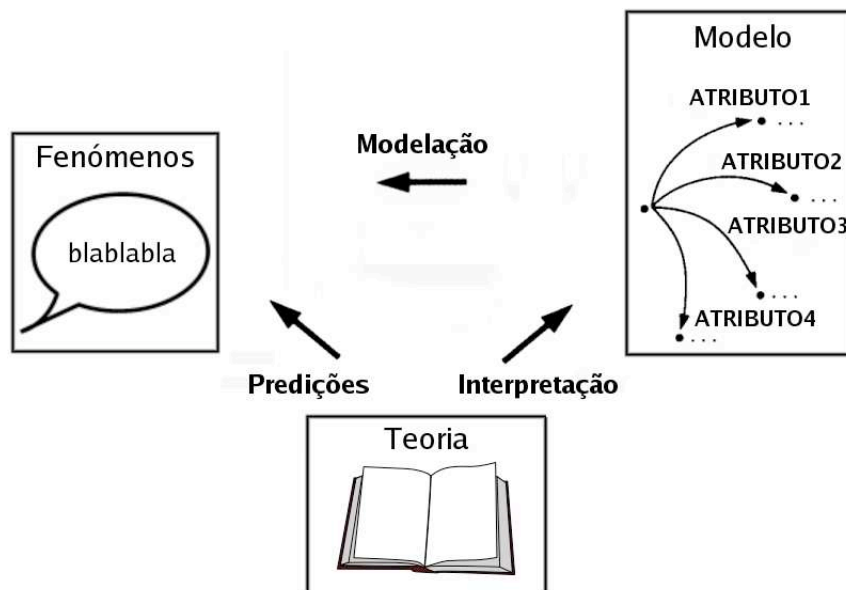 Modelo
ATRIBUTO1
. . .
ATRIBUTO2
. . .
ATRIBUTO3
. . .
ATRIBUTO4
. . .
Modelação
Fenómenos
blablabla
Predições
Interpretação
Teoria